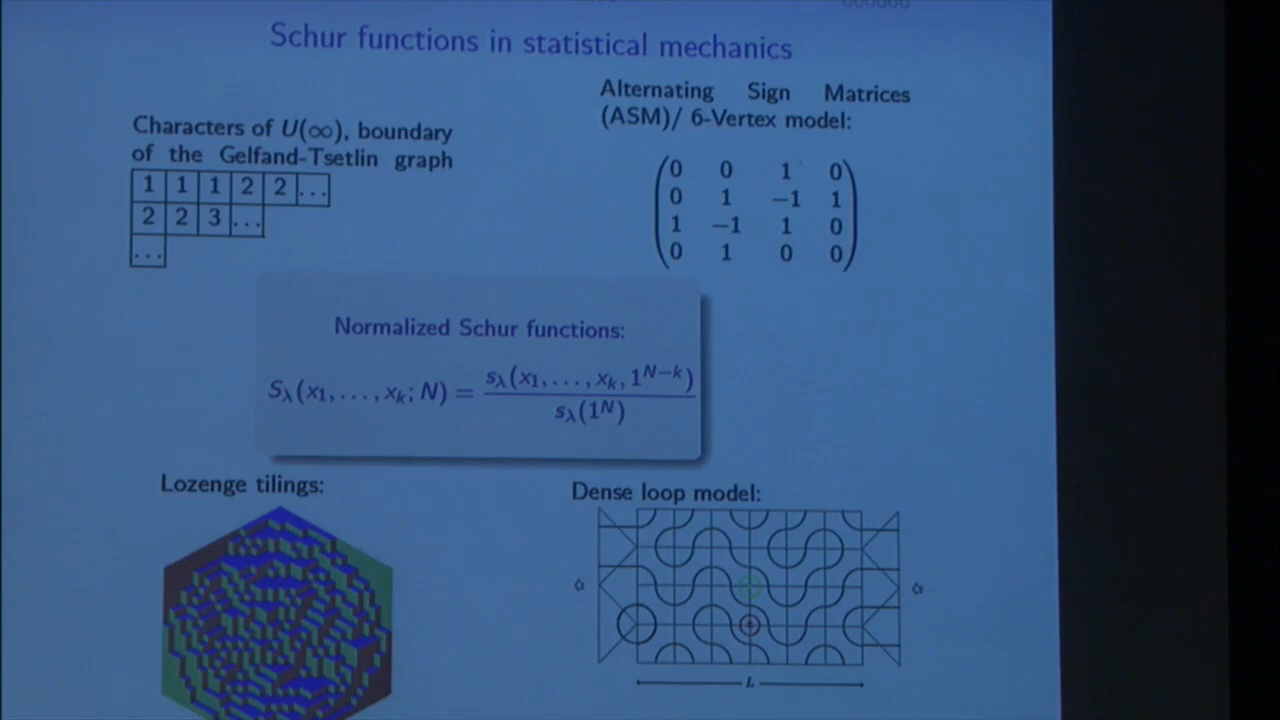 Schur functions in statistical mechanics
Characters of U(∞), boundary
of the Gelfand-Tsetlin graph
1 1 1 2 2 ...
2 2 3 ...
...
Alternating Sign Matrices
(ASM)/ 6-Vertex model:
0 0 1 0
0 1 −1 1
1 −1 1 0
0 1 0 0
Normalized Schur functions:
S_λ(x_1, . . . , x_k; N) = s_λ(x_1, . . . , x_k, 1^{N−k}) / s_λ(1^N)
Lozenge tilings:
Dense loop model:
L